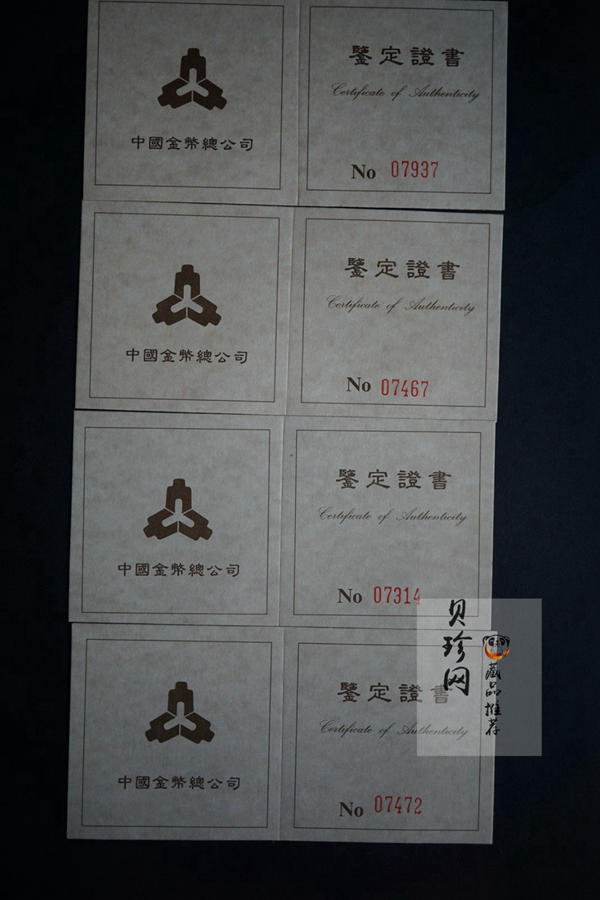 鑒定證書
Certificate of Authenticity
中國金幣總公司
No 07937
鑒定證書
Certificate of Authenticity
中國金幣總公司
No 07467
鑒定證書
Certificate of Authenticity
中國金幣總公司
No 07314
鑒定證書
Certificate of Authenticity
中國金幣總公司
No 07472
贝珍网
藏品推荐